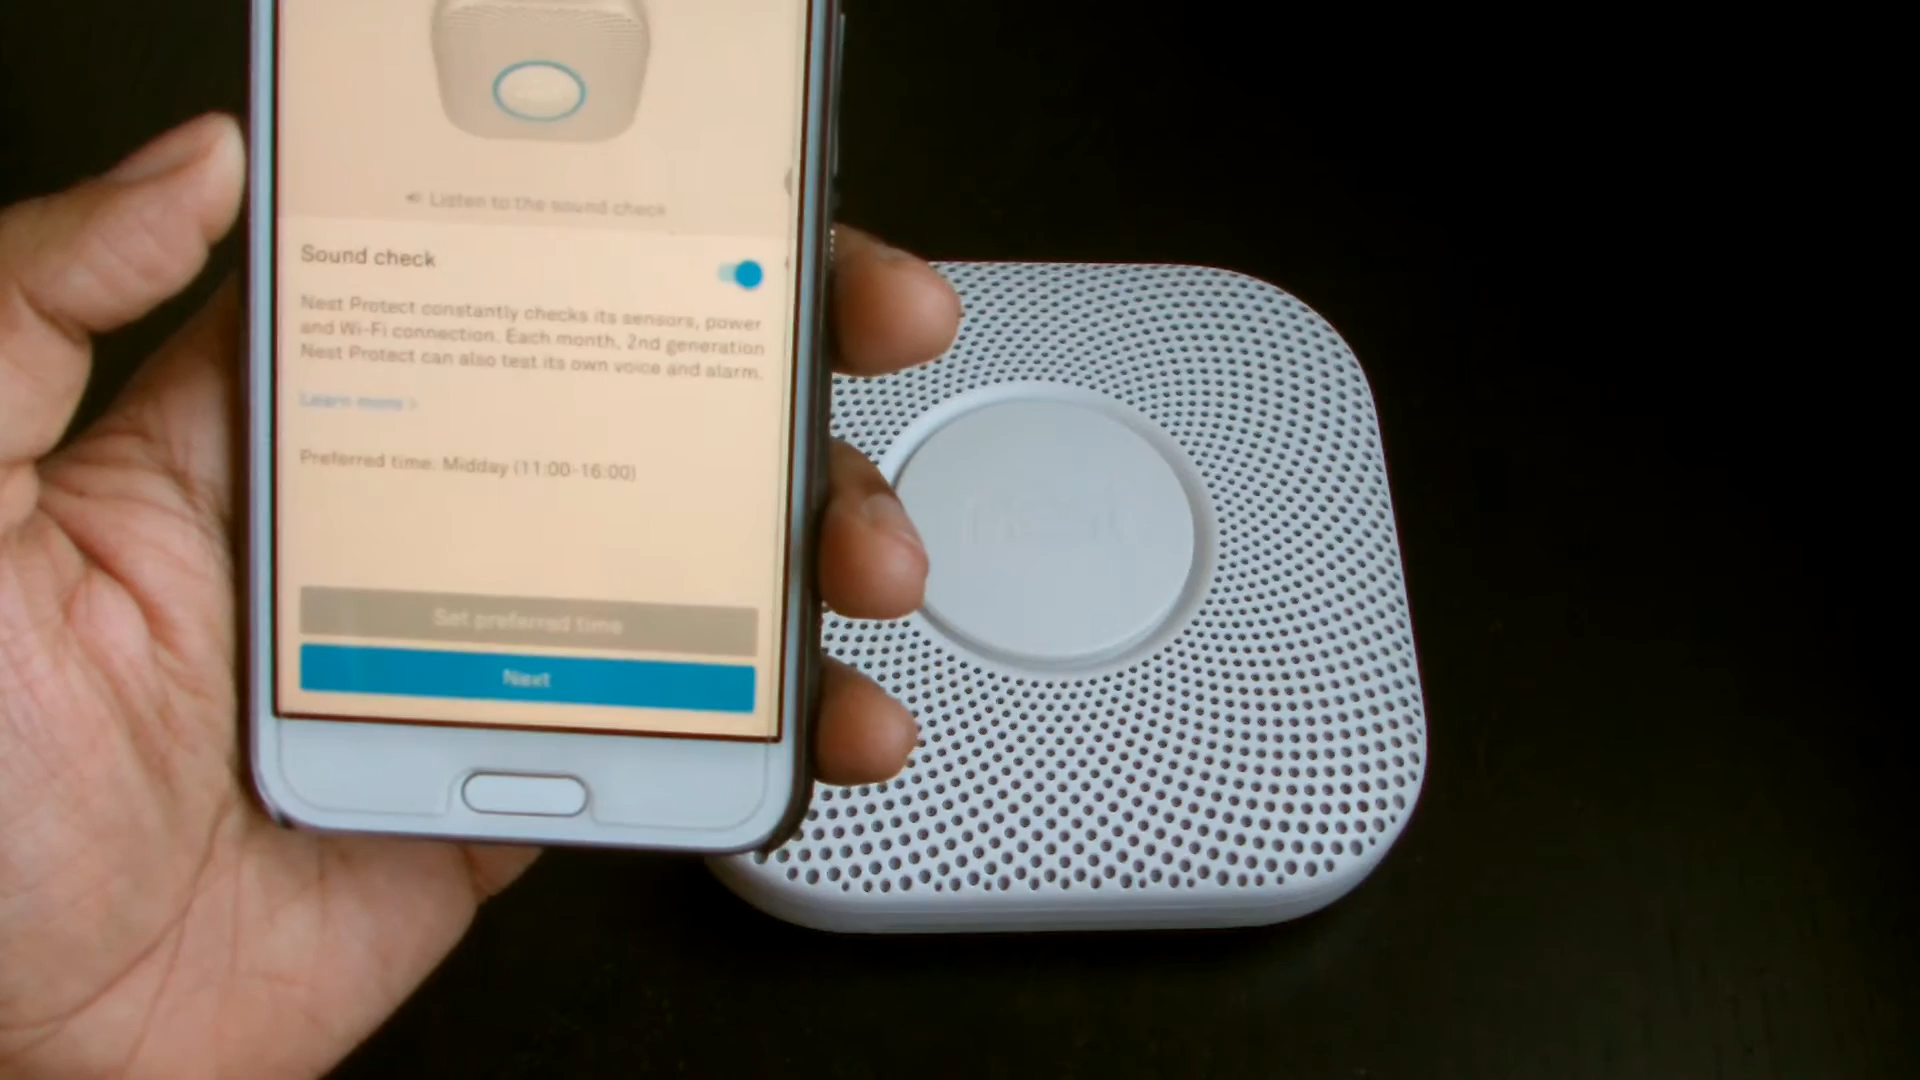 Listen to the sound check
Sound check
Nest Protect constantly checks its sensors, power
and Wi-Fi connection. Each month, 2nd generation
Nest Protect can also test its own voice and alarm.
Learn more >
Preferred time: Midday (11:00-16:00)
Set preferred time
Next
nest